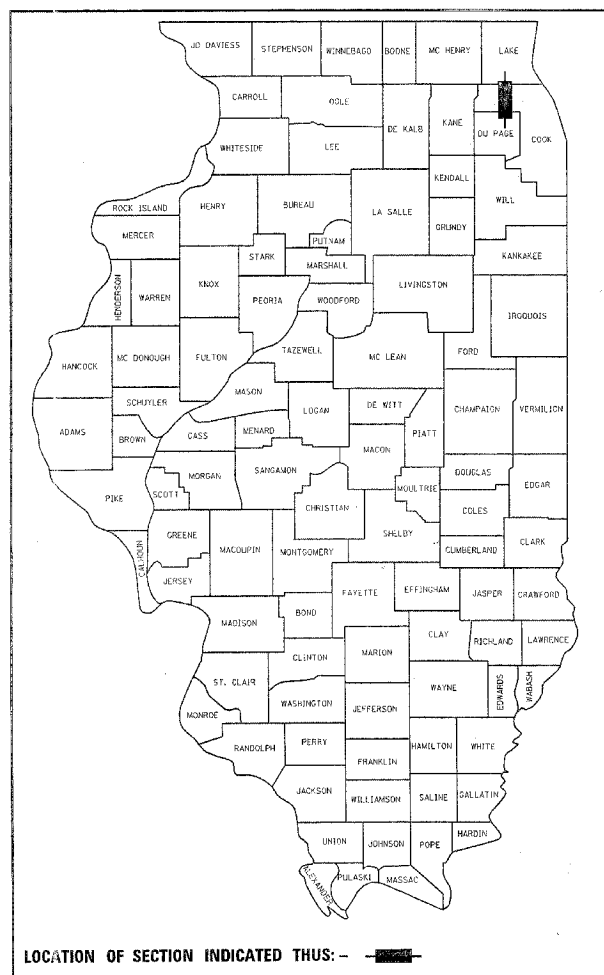 JO DAVIESS STEPHENSON WINNEBAGO BOONE MC HENRY LAKE
CARROLL OGLE DE KALB KANE DU PAGE COOK
WHITESIDE LEE
KENDALL
ROCK ISLAND HENRY BUREAU LA SALLE GRUNDY WILL
MERCER PUTNAM
STARK MARSHALL KANKAKEE
HENDERSON WARREN KNOX PEORIA WOODFORD LIVINGSTON
IROQUOIS
HANCOCK MC DONOUGH FULTON TAZEWELL MC LEAN FORD
SCHUYLER MASON
ADAMS BROWN CASS MENARD LOGAN DE WITT PIATT CHAMPAIGN VERMILION
MACON
PIKE SCOTT MORGAN SANGAMON MOULTRIE DOUGLAS EDGAR
CHRISTIAN COLES
CALHOUN GREENE MACOUPIN MONTGOMERY SHELBY CUMBERLAND CLARK
JERSEY
FAYETTE EFFINGHAM JASPER CRAWFORD
MADISON BOND
CLAY RICHLAND LAWRENCE
CLINTON MARION
ST. CLAIR WAYNE EDWARDS WABASH
MONROE WASHINGTON JEFFERSON
RANDOLPH PERRY HAMILTON WHITE
FRANKLIN
JACKSON WILLIAMSON SALINE GALLATIN
UNION JOHNSON POPE HARDIN
ALEXANDER PULASKI MASSAC
LOCATION OF SECTION INDICATED THUS: -